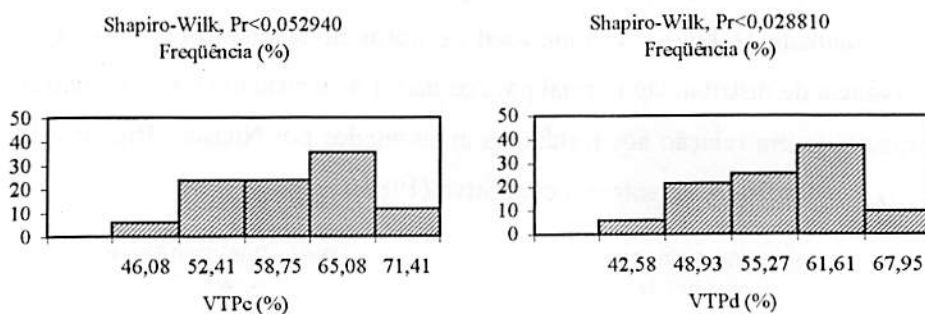 Shapiro-Wilk, Pr<0,052940
Freqüência (%)
50
40
30
20
10
0
46,08 52,41 58,75 65,08 71,41
VTPc (%)
Shapiro-Wilk, Pr<0,028810
Freqüência (%)
50
40
30
20
10
0
42,58 48,93 55,27 61,61 67,95
VTPd (%)